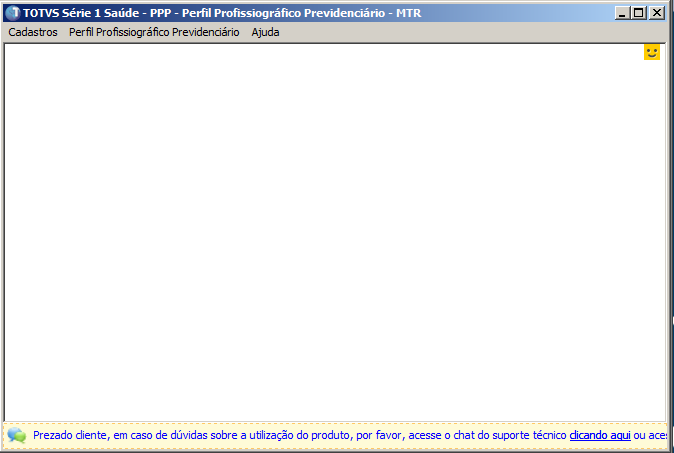 TOTVS Série 1 Saúde - PPP - Perfil Profissiográfico Previdenciário - MTR
Cadastros Perfil Profissiográfico Previdenciário Ajuda
Prezado cliente, em caso de dúvidas sobre a utilização do produto, por favor, acesse o chat do suporte técnico clicando aqui ou